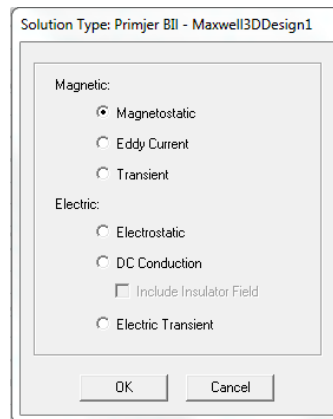 Solution Type: Primjer BII - Maxwell3DDesign1
Magnetic:
Magnetostatic
Eddy Current
Transient
Electric:
Electrostatic
DC Conduction
Include Insulator Field
Electric Transient
OK
Cancel